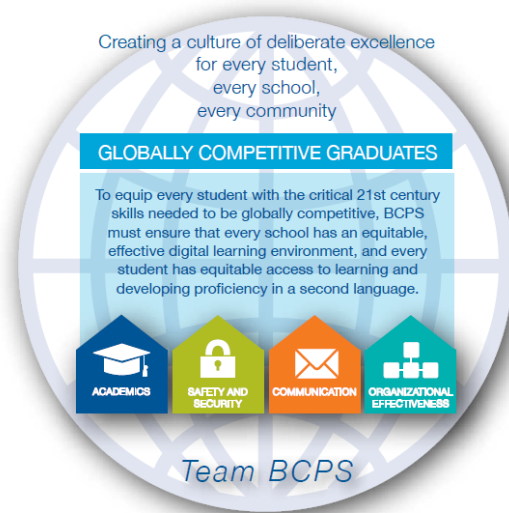 Creating a culture of deliberate excellence
for every student,
every school,
every community
GLOBALLY COMPETITIVE GRADUATES
To equip every student with the critical 21st century
skills needed to be globally competitive, BCPS
must ensure that every school has an equitable,
effective digital learning environment, and every
student has equitable access to learning and
developing proficiency in a second language.
ACADEMICS
SAFETY AND
SECURITY
COMMUNICATION
ORGANIZATIONAL
EFFECTIVENESS
Team BCPS